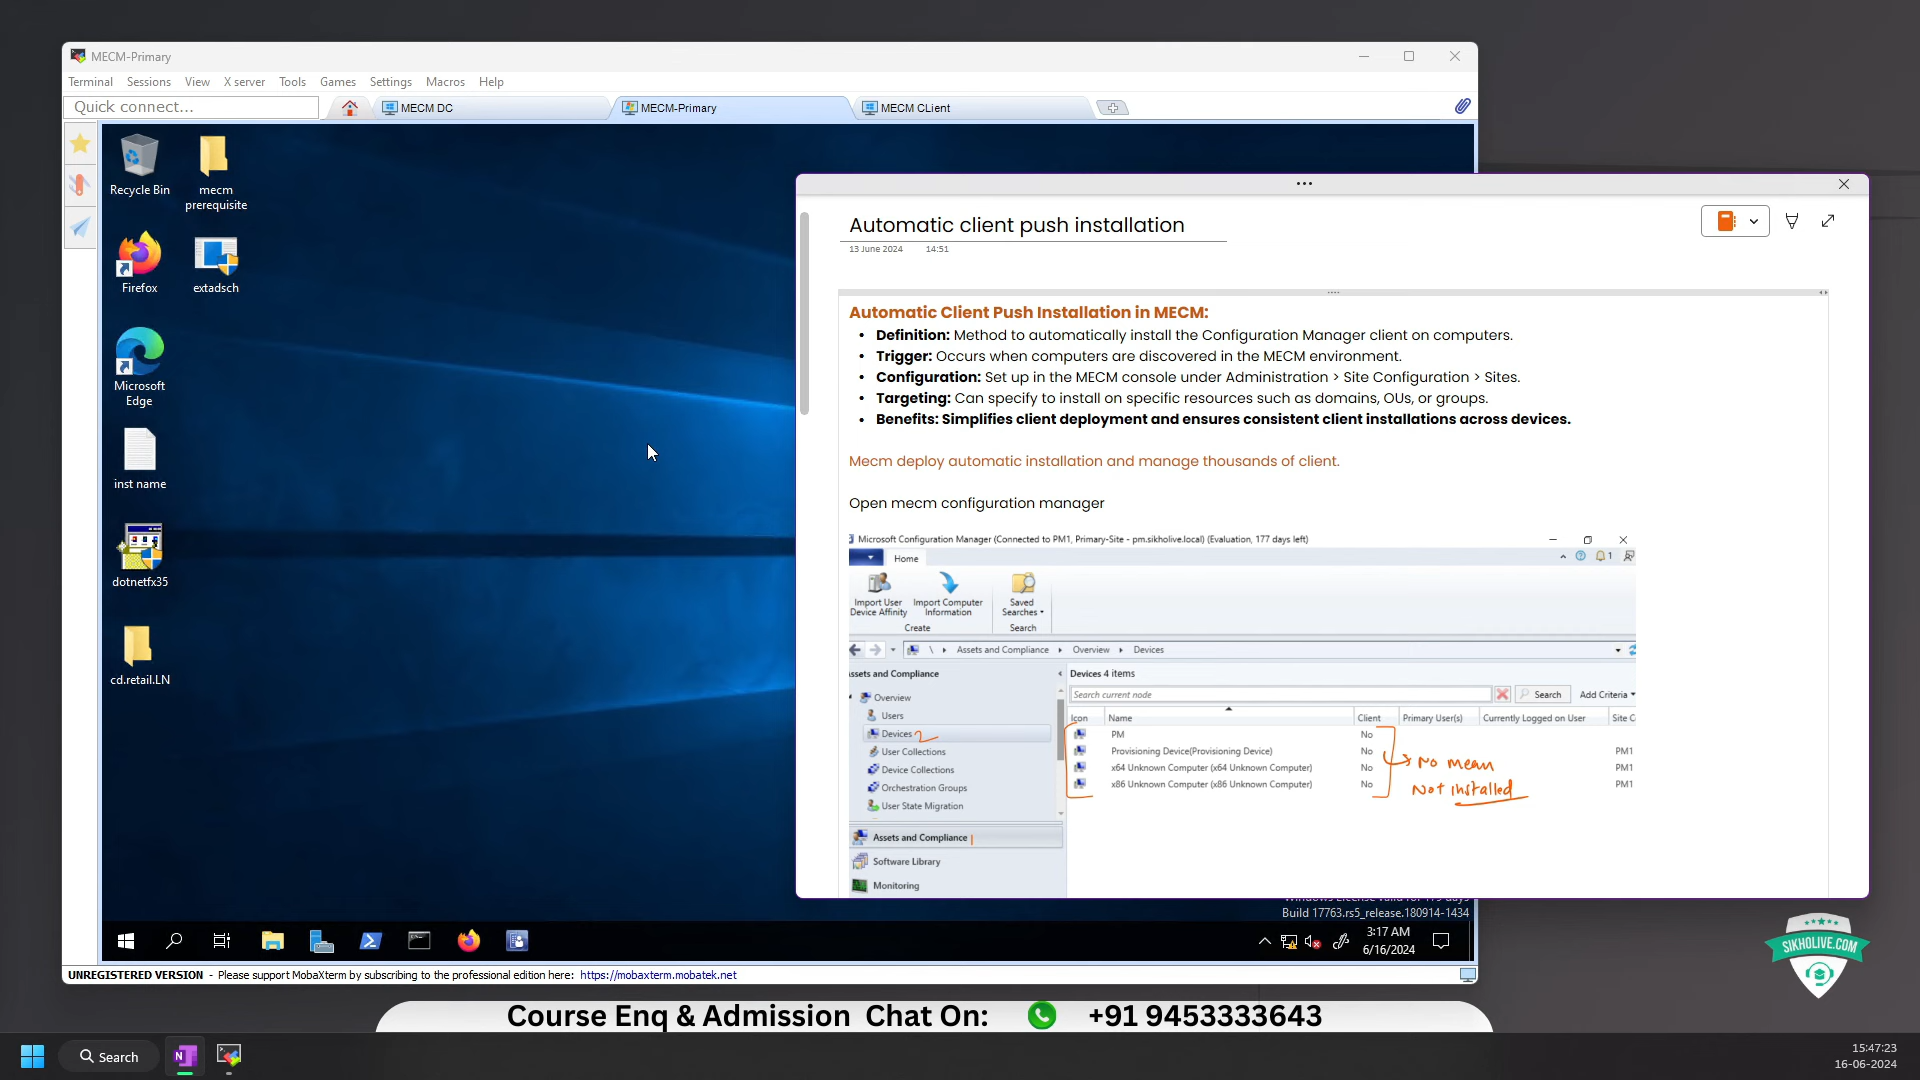 MECM-Primary
Terminal Sessions View X server Tools Games Settings Macros Help
Quick connect...
MECM DC
MECM-Primary
MECM CLient
Recycle Bin
mecm prerequisite
Firefox
extadsch
Microsoft Edge
inst name
dotnetfx35
cd.retail.LN
Automatic client push installation
13 June 2024 14:51
Automatic Client Push Installation in MECM:
• Definition: Method to automatically install the Configuration Manager client on computers.
• Trigger: Occurs when computers are discovered in the MECM environment.
• Configuration: Set up in the MECM console under Administration > Site Configuration > Sites.
• Targeting: Can specify to install on specific resources such as domains, OUs, or groups.
• Benefits: Simplifies client deployment and ensures consistent client installations across devices.
Mecm deploy automatic installation and manage thousands of client.
Open mecm configuration manager
Microsoft Configuration Manager (Connected to PM1, Primary-Site - pm.sikholive.local) (Evaluation, 177 days left)
Home
1
Import User Device Affinity
Import Computer Information
Saved Searches
Create
Search
\ Assets and Compliance Overview Devices
ssets and Compliance
Devices 4 items
Search current node
Search
Add Criteria
Overview
Users
Devices 2
User Collections
Device Collections
Orchestration Groups
User State Migration
Assets and Compliance
Software Library
Monitoring
Icon Name Client Primary User(s) Currently Logged on User Site C
PM No
Provisioning Device(Provisioning Device) No PM1
x64 Unknown Computer (x64 Unknown Computer) No PM1
x86 Unknown Computer (x86 Unknown Computer) No PM1
No mean
Not installed
Build 17763.rs5_release.180914-1434
3:17 AM
6/16/2024
UNREGISTERED VERSION - Please support MobaXterm by subscribing to the professional edition here: https://mobaxterm.mobatek.net
SIKHOLIVE.COM
Course Enq & Admission Chat On: +91 9453333643
Search
15:47:23
16-06-2024